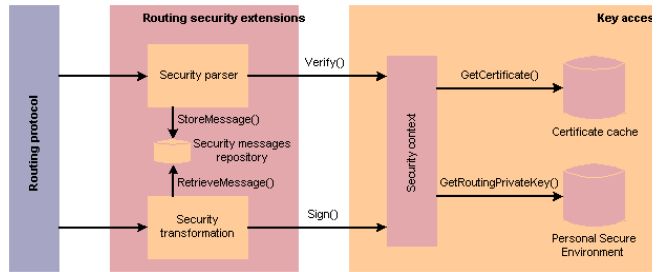 Routing security extensions
Key acces
Routing protocol
Security parser
Verify()
GetCertificate()
StoreMessage()
Certificate cache
Security messages
repository
Security context
RetrieveMessage()
GetRoutingPrivateKey()
Security
transformation
Sign()
Personal Secure
Environment